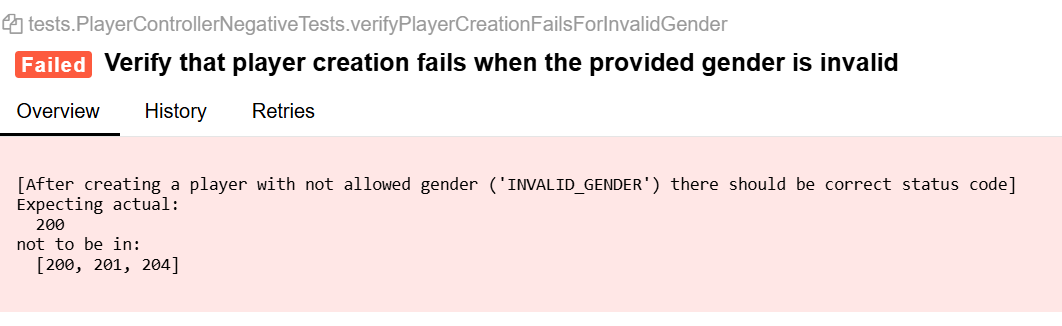 tests.PlayerControllerNegativeTests.verifyPlayerCreationFailsForInvalidGender
Failed Verify that player creation fails when the provided gender is invalid
Overview History Retries
[After creating a player with not allowed gender ('INVALID_GENDER') there should be correct status code]
Expecting actual:
  200
not to be in:
  [200, 201, 204]